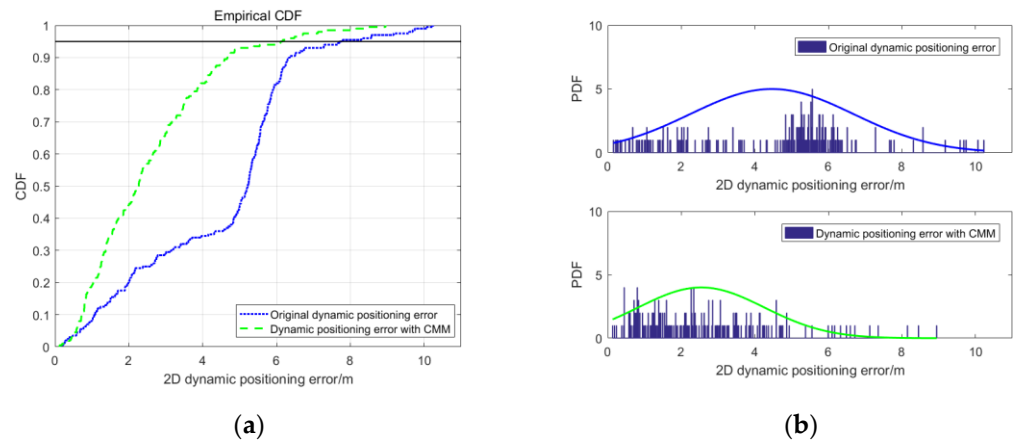 Empirical CDF
1
0.9
0.8
0.7
0.6
0.5
0.4
0.3
0.2
0.1
0
CDF
Original dynamic positioning error
Dynamic positioning error with CMM
0 2 4 6 8 10
2D dynamic positioning error/m
(a)
10
5
0
PDF
Original dynamic positioning error
0 2 4 6 8 10
2D dynamic positioning error/m
10
5
0
PDF
Dynamic positioning error with CMM
0 2 4 6 8 10
2D dynamic positioning error/m
(b)